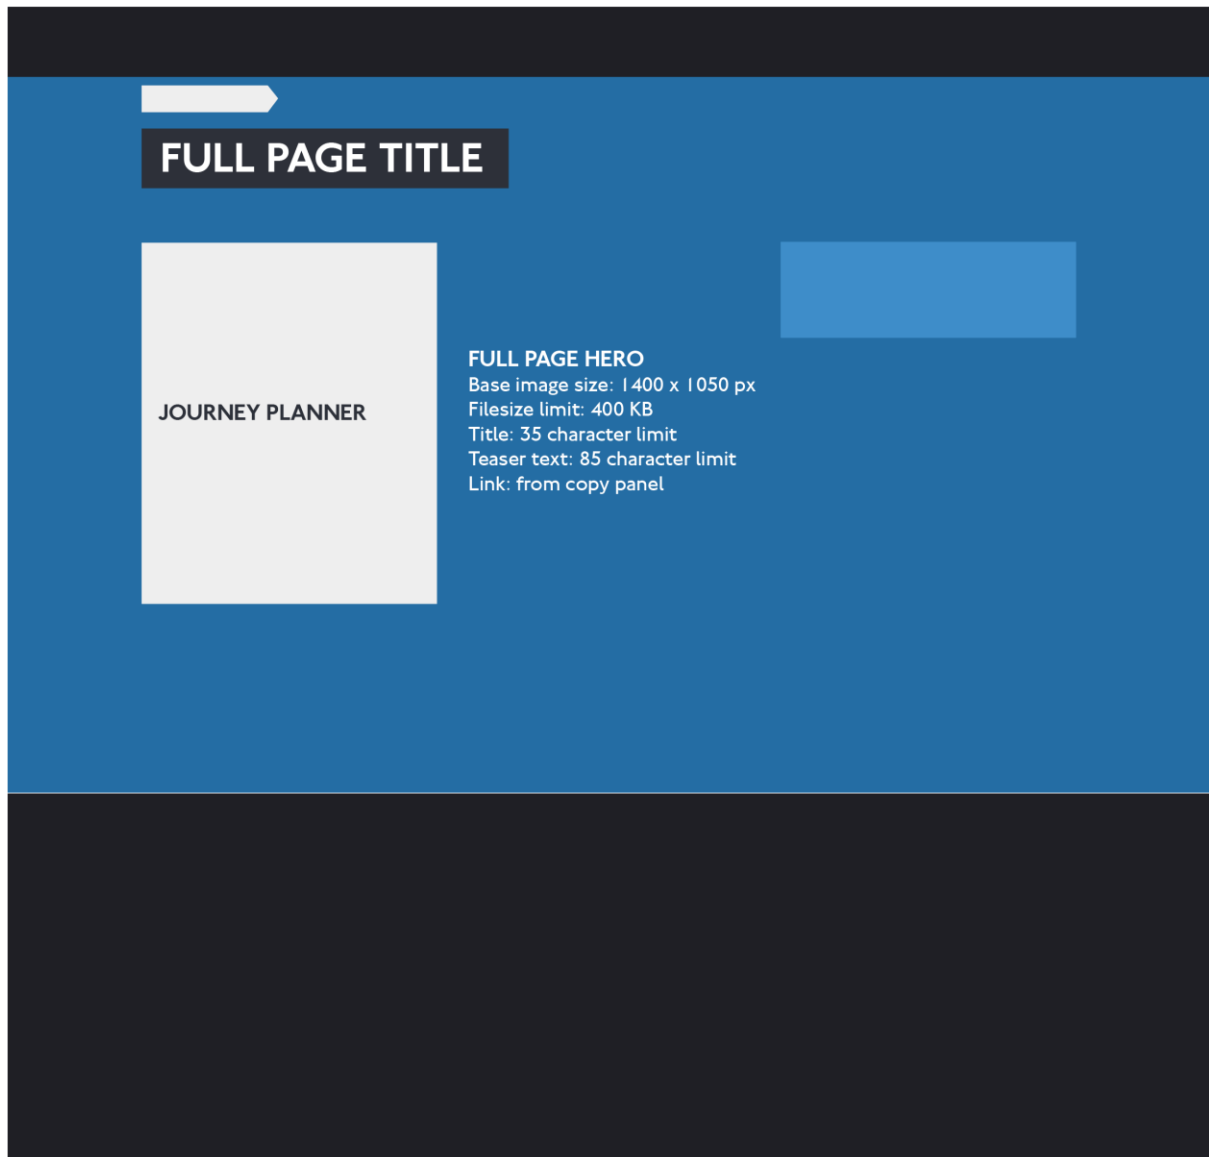 FULL PAGE TITLE
JOURNEY PLANNER
FULL PAGE HERO
Base image size: 1400 x 1050 px
Filesize limit: 400 KB
Title: 35 character limit
Teaser text: 85 character limit
Link: from copy panel